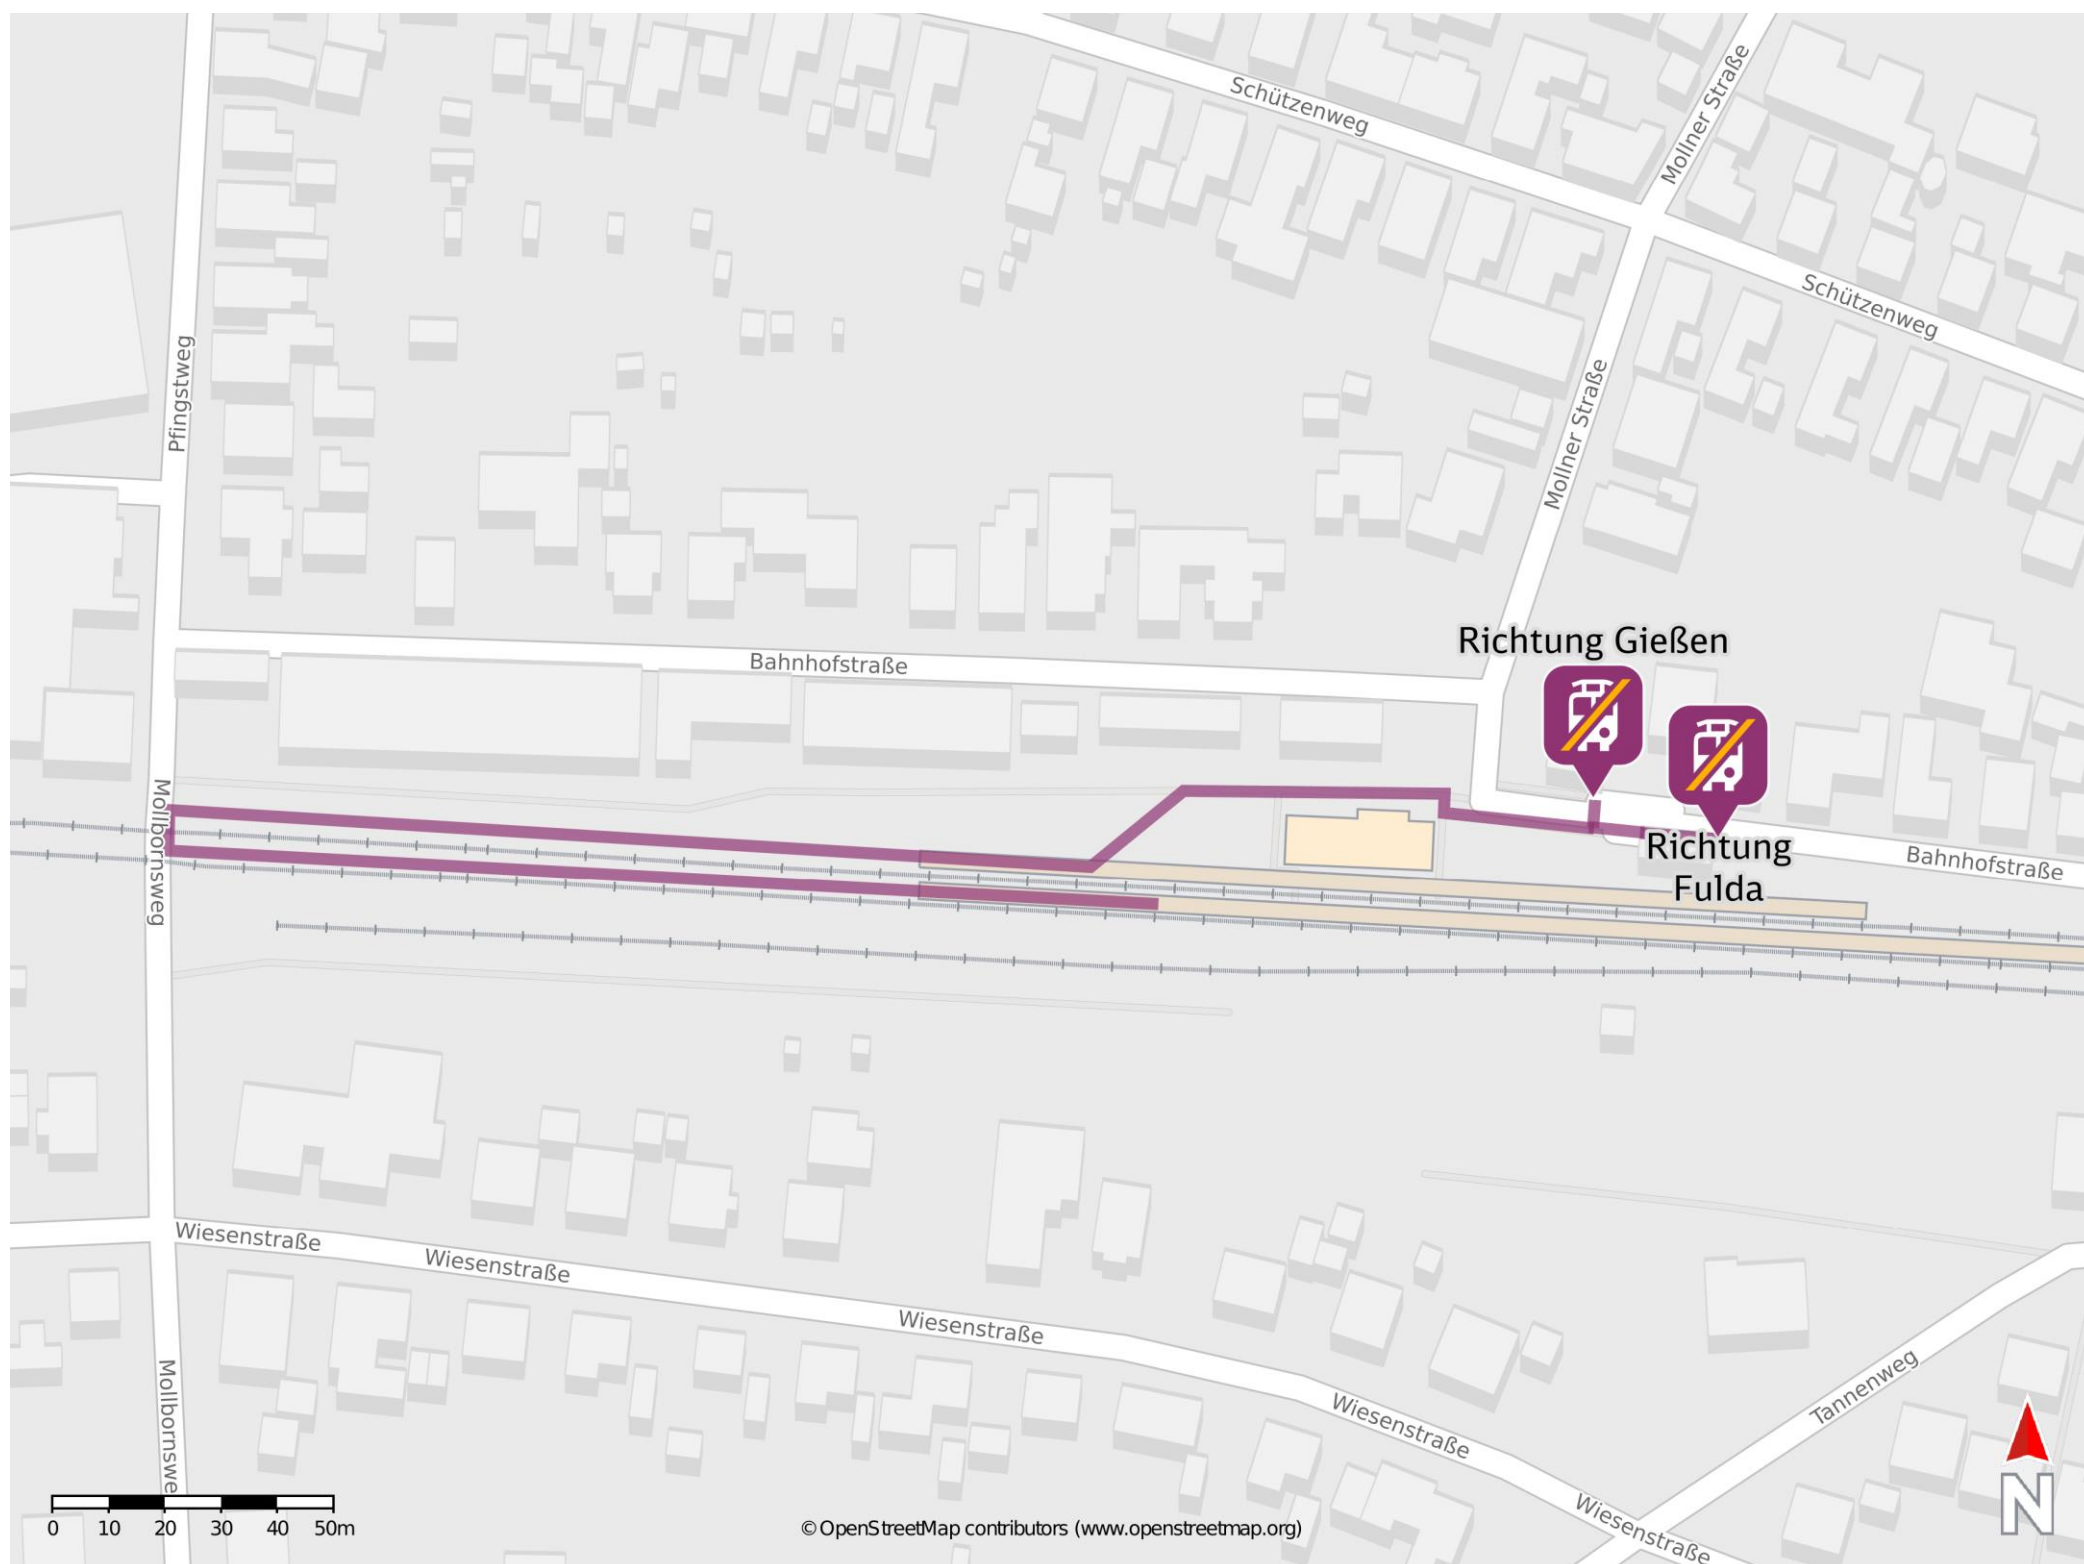 Schützenweg
Mollner Straße
Schützenweg
Pfingstweg
Mollner Straße
Richtung Gießen
Bahnhofstraße
Mollbornsweg
Richtung
Fulda
Bahnhofstraße
Wiesenstraße
Wiesenstraße
Wiesenstraße
Wiesenstraße
Tannenweg
Mollbornswe
Wiesenstraße
N
0 10 20 30 40 50m
© OpenStreetMap contributors (www.openstreetmap.org)